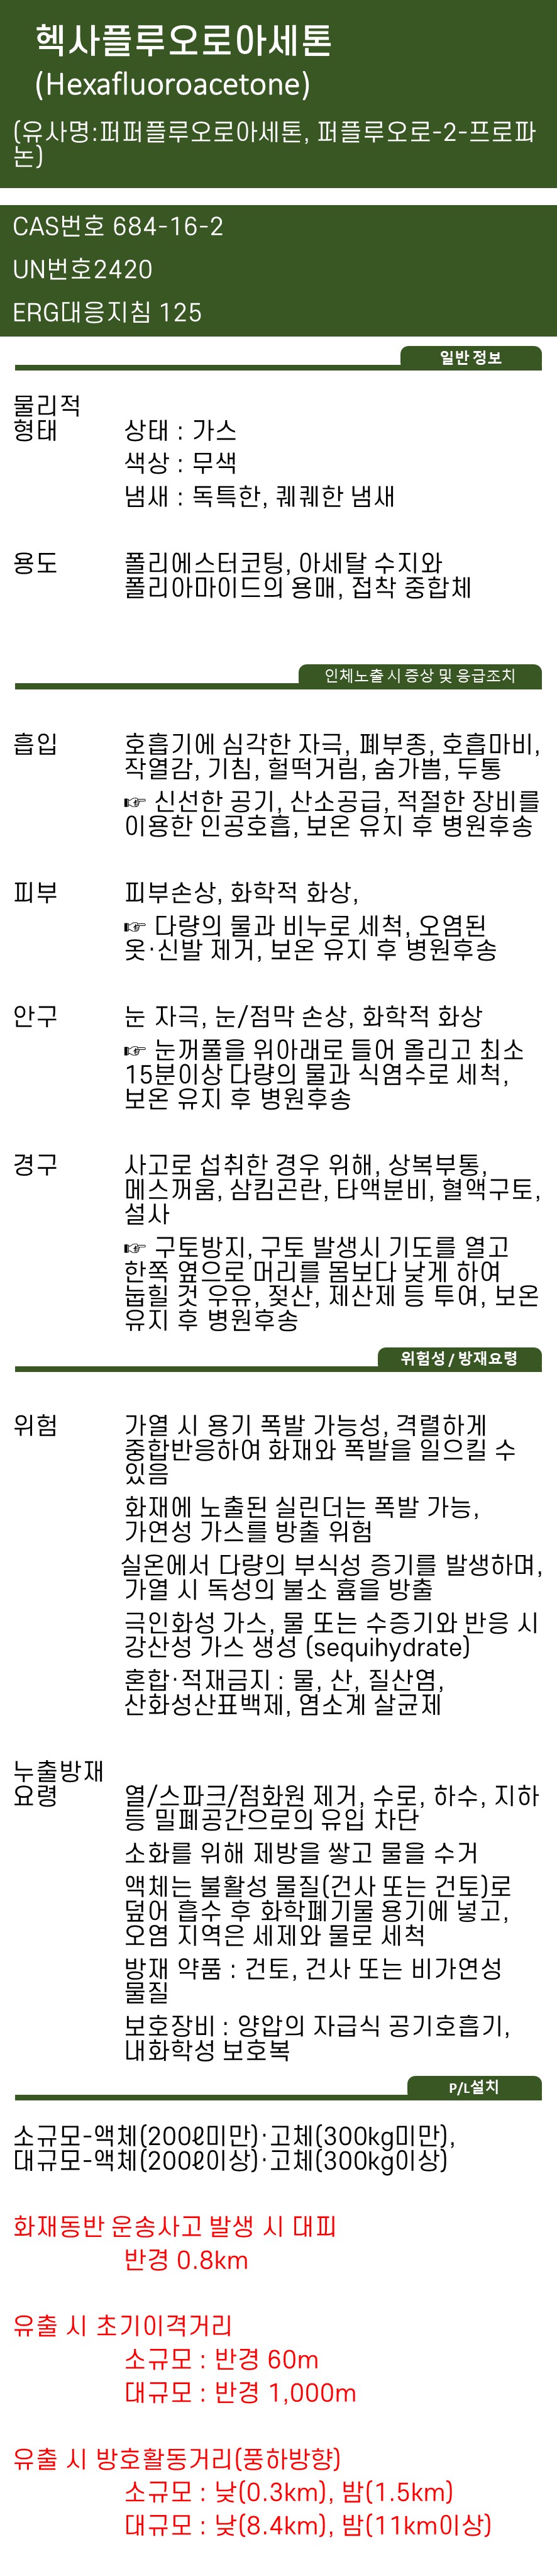 헥사플루오로아세톤
(Hexafluoroacetone)
(유사명:퍼퍼플루오로아세톤, 퍼플루오로-2-프로파
논)
CAS번호 684-16-2
UN번호2420
ERG대응지침 125
일반 정보
물리적
형태
상태 : 가스
색상 : 무색
냄새 : 독특한, 퀘퀘한 냄새
용도
폴리에스터코팅, 아세탈 수지와
폴리아마이드의 용매, 접착 중합체
인체노출 시 증상 및 응급조치
흡입
호흡기에 심각한 자극, 폐부종, 호흡마비,
작열감, 기침, 헐떡거림, 숨가쁨, 두통
☞ 신선한 공기, 산소공급, 적절한 장비를
이용한 인공호흡, 보온 유지 후 병원후송
피부
피부손상, 화학적 화상,
☞ 다량의 물과 비누로 세척, 오염된
옷·신발 제거, 보온 유지 후 병원후송
안구
눈 자극, 눈/점막 손상, 화학적 화상
☞ 눈꺼풀을 위아래로 들어 올리고 최소
15분이상 다량의 물과 식염수로 세척,
보온 유지 후 병원후송
경구
사고로 섭취한 경우 위해, 상복부통,
메스꺼움, 삼킴곤란, 타액분비, 혈액구토,
설사
☞ 구토방지, 구토 발생시 기도를 열고
한쪽 옆으로 머리를 몸보다 낮게 하여
눕힐 것 우유, 젖산, 제산제 등 투여, 보온
유지 후 병원후송
위험성 / 방재요령
위험
가열 시 용기 폭발 가능성, 격렬하게
중합반응하여 화재와 폭발을 일으킬 수
있음
화재에 노출된 실린더는 폭발 가능,
가연성 가스를 방출 위험
실온에서 다량의 부식성 증기를 발생하며,
가열 시 독성의 불소 흄을 방출
극인화성 가스, 물 또는 수증기와 반응 시
강산성 가스 생성 (sequihydrate)
혼합·적재금지 : 물, 산, 질산염,
산화성산표백제, 염소계 살균제
누출방재
요령
열/스파크/점화원 제거, 수로, 하수, 지하
등 밀폐공간으로의 유입 차단
소화를 위해 제방을 쌓고 물을 수거
액체는 불활성 물질(건사 또는 건토)로
덮어 흡수 후 화학폐기물 용기에 넣고,
오염 지역은 세제와 물로 세척
방재 약품 : 건토, 건사 또는 비가연성
물질
보호장비 : 양압의 자급식 공기호흡기,
내화학성 보호복
P/L설치
소규모-액체(200ℓ미만)·고체(300kg미만),
대규모-액체(200ℓ이상)·고체(300kg이상)
화재동반 운송사고 발생 시 대피
반경 0.8km
유출 시 초기이격거리
소규모 : 반경 60m
대규모 : 반경 1,000m
유출 시 방호활동거리(풍하방향)
소규모 : 낮(0.3km), 밤(1.5km)
대규모 : 낮(8.4km), 밤(11km이상)